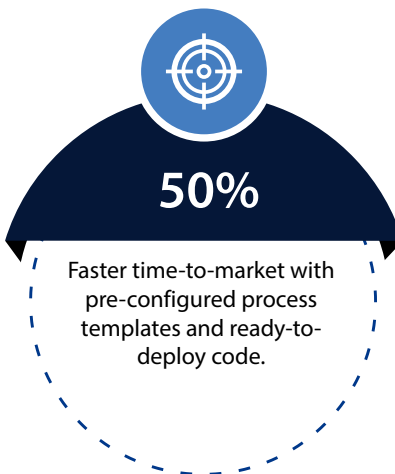 50%
Faster time-to-market with
pre-configured process
templates and ready-to-
deploy code.